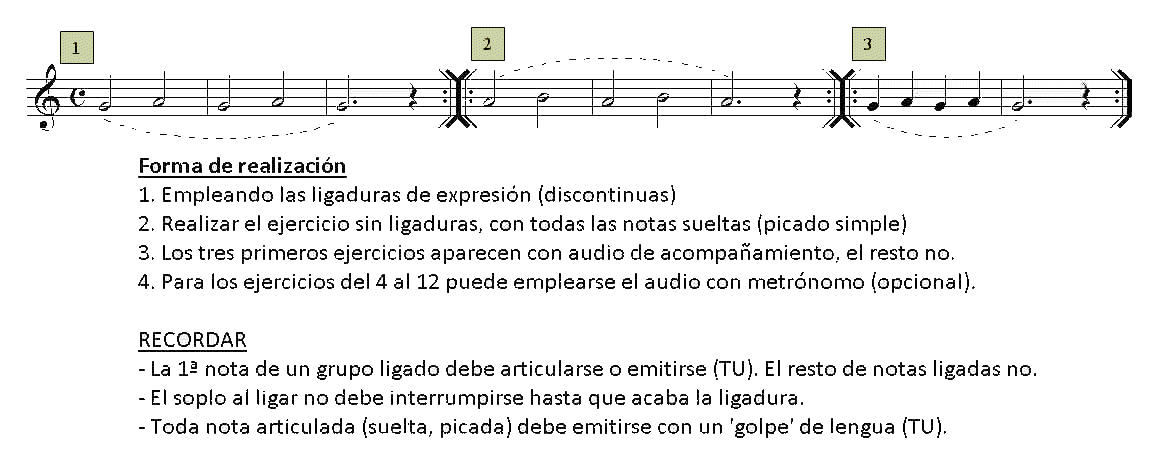 1
2
3
Forma de realización
1. Empleando las ligaduras de expresión (discontinuas)
2. Realizar el ejercicio sin ligaduras, con todas las notas sueltas (picado simple)
3. Los tres primeros ejercicios aparecen con audio de acompañamiento, el resto no.
4. Para los ejercicios del 4 al 12 puede emplearse el audio con metrónomo (opcional).
RECORDAR
- La 1ª nota de un grupo ligado debe articularse o emitirse (TU). El resto de notas ligadas no.
- El soplo al ligar no debe interrumpirse hasta que acaba la ligadura.
- Toda nota articulada (suelta, picada) debe emitirse con un 'golpe' de lengua (TU).